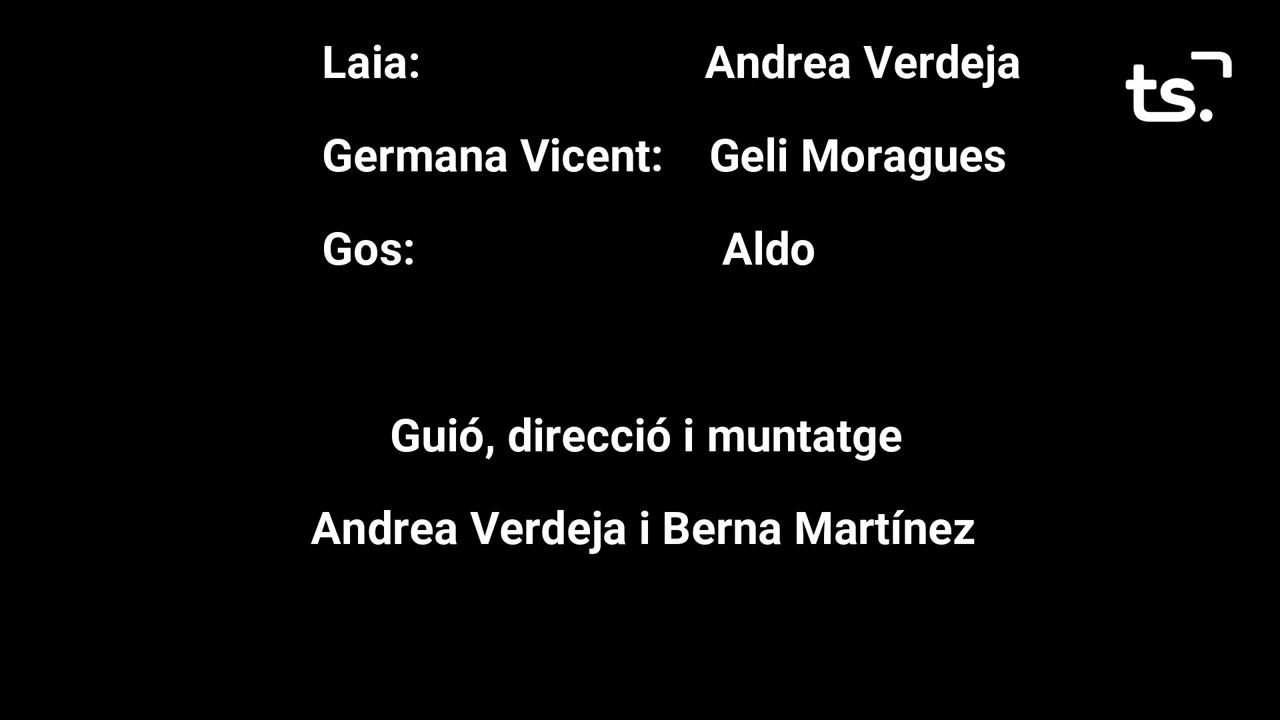 Laia: Andrea Verdeja
ts.
Germana Vicent: Geli Moragues
Gos: Aldo
Guió, direcció i muntatge
Andrea Verdeja i Berna Martínez